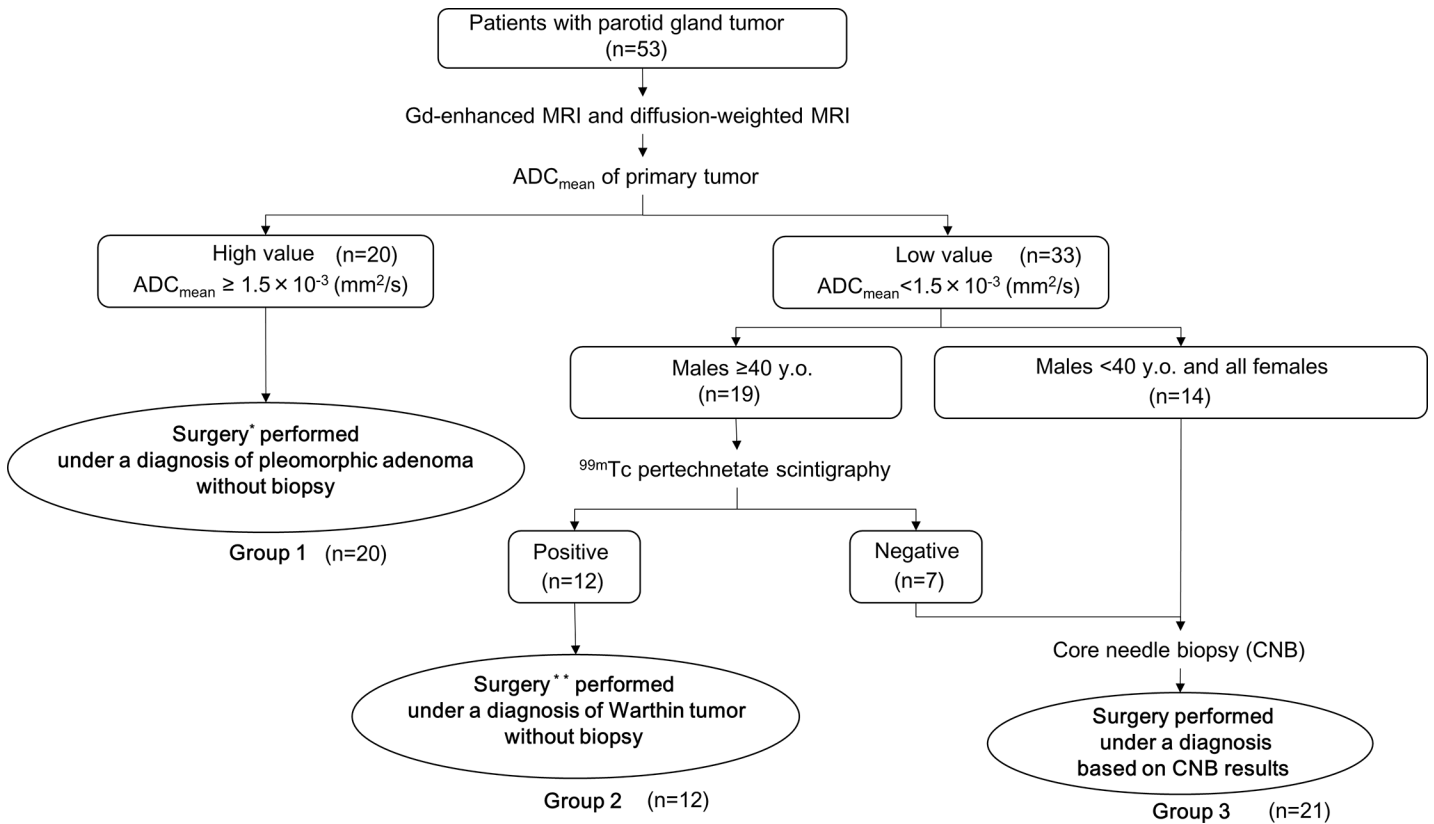 Patients with parotid gland tumor
(n=53)
Gd-enhanced MRI and diffusion-weighted MRI
ADCmean of primary tumor
High value (n=20)
ADCmean ≥ 1.5×10-3 (mm2/s)
Low value (n=33)
ADCmean<1.5×10-3 (mm2/s)
Males ≥40 y.o.
(n=19)
Males <40 y.o. and all females
(n=14)
Surgery* performed
under a diagnosis of pleomorphic adenoma
without biopsy
Group 1 (n=20)
99mTc pertechnetate scintigraphy
Positive
(n=12)
Negative
(n=7)
Core needle biopsy (CNB)
Surgery** performed
under a diagnosis of Warthin tumor
without biopsy
Group 2 (n=12)
Surgery performed
under a diagnosis
based on CNB results
Group 3 (n=21)